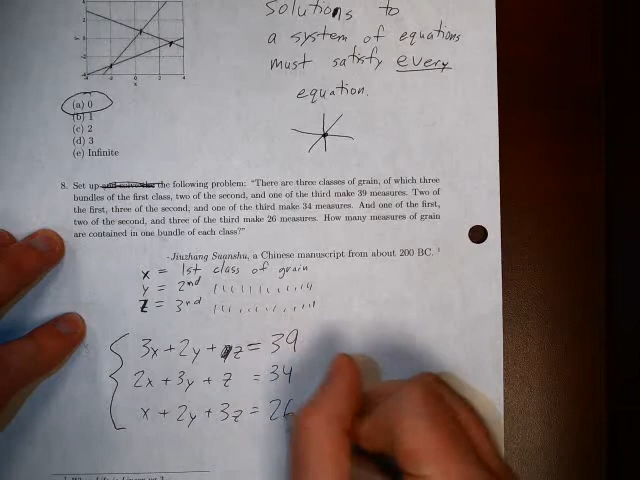 solutions to
a system of equations
must satisfy every
equation.
(a) 0
(b) 1
(c) 2
(d) 3
(e) Infinite
8. Set up and solve the the following problem: "There are three classes of grain, of which three
bundles of the first class, two of the second, and one of the third make 39 measures. Two of
the first, three of the second, and one of the third make 34 measures. And one of the first,
two of the second, and three of the third make 26 measures. How many measures of grain
are contained in one bundle of each class?"
-Jiuzhang Suanshu, a Chinese manuscript from about 200 BC. 1
x = 1st class of grain
y = 2nd
z = 3rd
3x + 2y + z = 39
2x + 3y + z = 34
x + 2y + 3z = 26